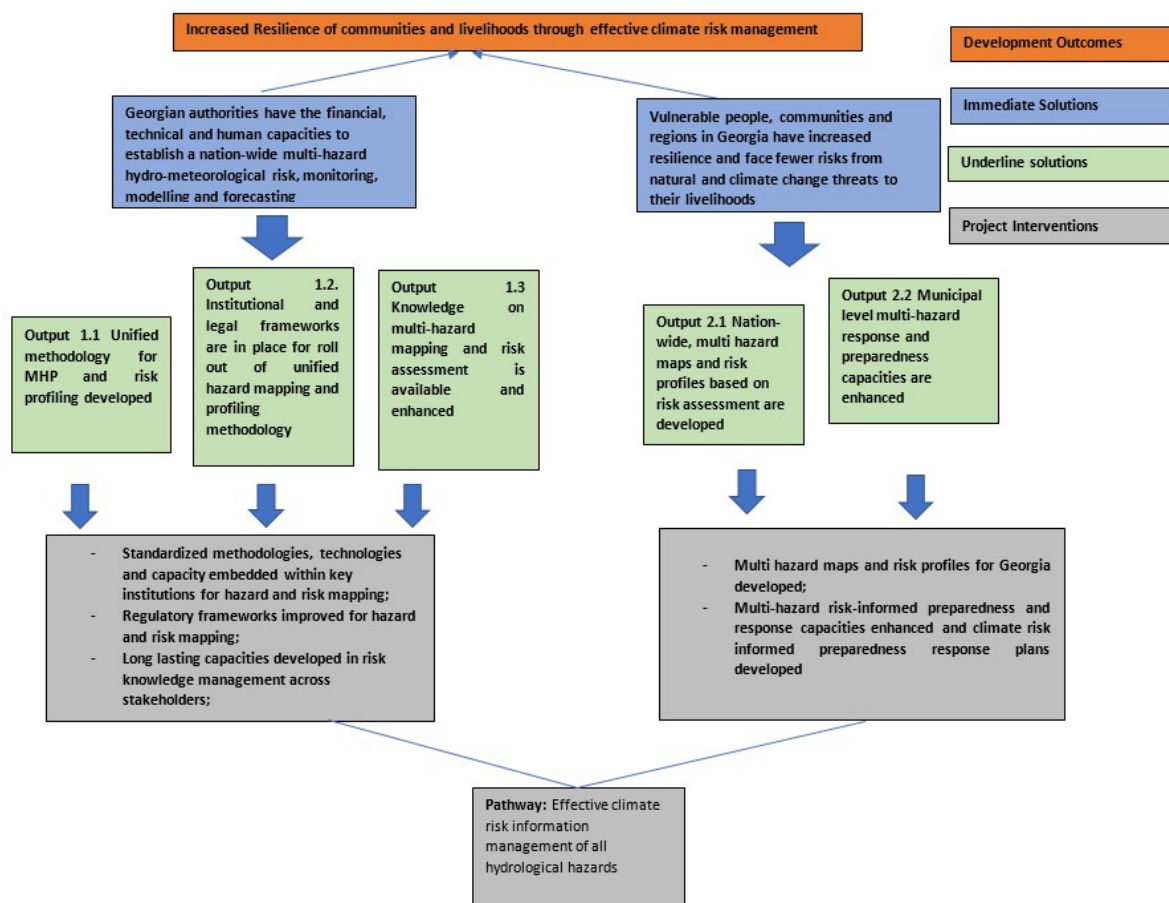 Increased Resilience of communities and livelihoods through effective climate risk management
Development Outcomes
Immediate Solutions
Underline solutions
Project Interventions
Georgian authorities have the financial,
technical and human capacities to
establish a nation-wide multi-hazard
hydro-meteorological risk, monitoring,
modelling and forecasting
Vulnerable people, communities and
regions in Georgia have increased
resilience and face fewer risks from
natural and climate change threats to
their livelihoods
Output 1.1 Unified
methodology for
MHP and risk
profiling developed
Output 1.2.
Institutional and
legal frameworks
are in place for roll
out of unified
hazard mapping and
profiling
methodology
Output 1.3
Knowledge on
multi-hazard
mapping and risk
assessment is
available and
enhanced
Output 2.1 Nation-
wide, multi hazard
maps and risk
profiles based on
risk assessment are
developed
Output 2.2 Municipal
level multi-hazard
response and
preparedness
capacities are
enhanced
- Standardized methodologies, technologies
and capacity embedded within key
institutions for hazard and risk mapping;
- Regulatory frameworks improved for hazard
and risk mapping;
- Long lasting capacities developed in risk
knowledge management across
stakeholders;
- Multi hazard maps and risk profiles for Georgia
developed;
- Multi-hazard risk-informed preparedness and
response capacities enhanced and climate risk
informed preparedness response plans
developed
Pathway: Effective climate
risk information
management of all
hydrological hazards